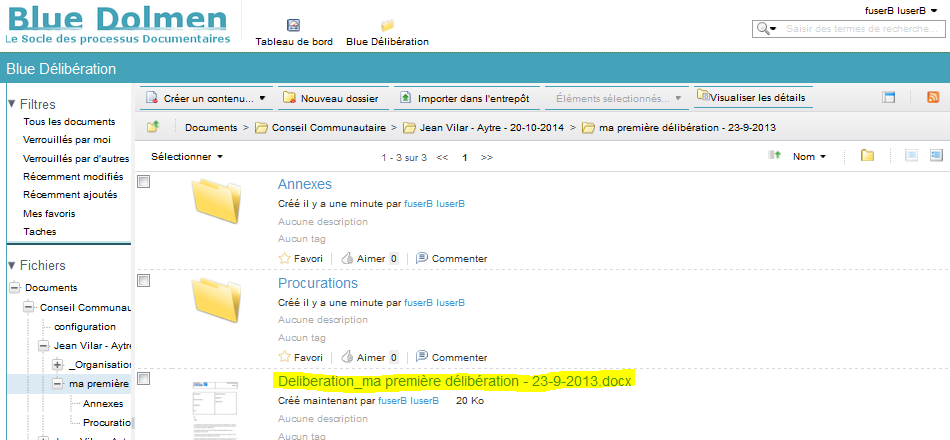 Blue Dolmen
Le Socle des processus Documentaires
Tableau de bord
Blue Délibération
fuserB luserB
Saisir des termes de recherche...
Blue Délibération
Filtres
Tous les documents
Verrouillés par moi
Verrouillés par d'autres
Récemment modifiés
Récemment ajoutés
Mes favoris
Taches
Fichiers
Documents
Conseil Communau
configuration
Jean Vilar - Aytre
_Organisation
ma première
Annexes
Procuratio
Jean Vilar - Aytre
Créer un contenu...
Nouveau dossier
Importer dans l'entrepôt
Éléments sélectionnés...
Visualiser les détails
Documents > Conseil Communautaire > Jean Vilar - Aytre - 20-10-2014 > ma première délibération - 23-9-2013
Sélectionner
1 - 3 sur 3 << 1 >>
Nom
Annexes
Créé il y a une minute par fuserB luserB
Aucune description
Aucun tag
Favori Aimer 0 Commenter
Procurations
Créé il y a une minute par fuserB luserB
Aucune description
Aucun tag
Favori Aimer 0 Commenter
Deliberation_ma première délibération - 23-9-2013.docx
Créé maintenant par fuserB luserB 20 Ko
Aucune description
Aucun tag